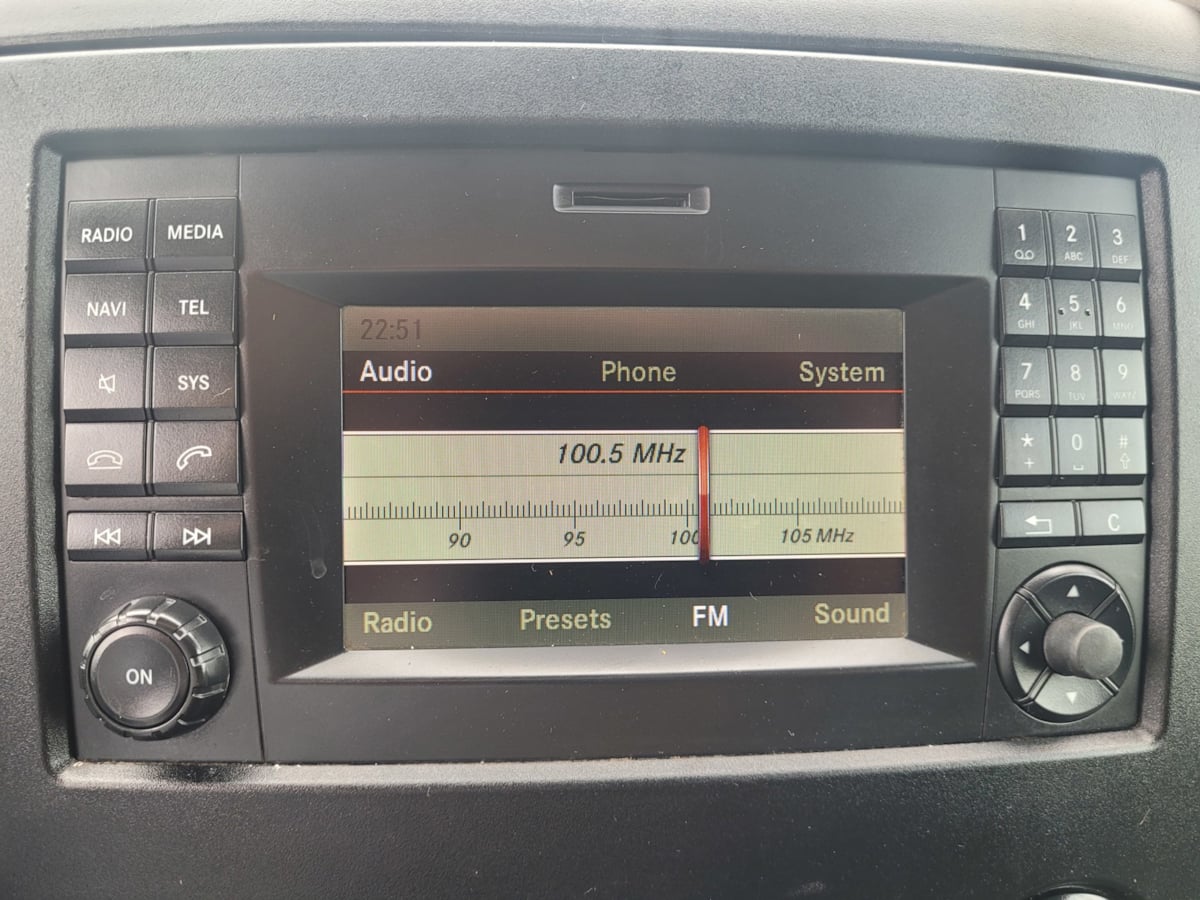 RADIO MEDIA
NAVI TEL
SYS
ON
22:51
Audio Phone System
100.5 MHz
90 95 100 105 MHz
Radio Presets FM Sound
1 2 ABC 3 DEF
4 GHI 5 JKL 6 MNO
7 PQRS 8 TUV 9 WXYZ
* + 0 #
C